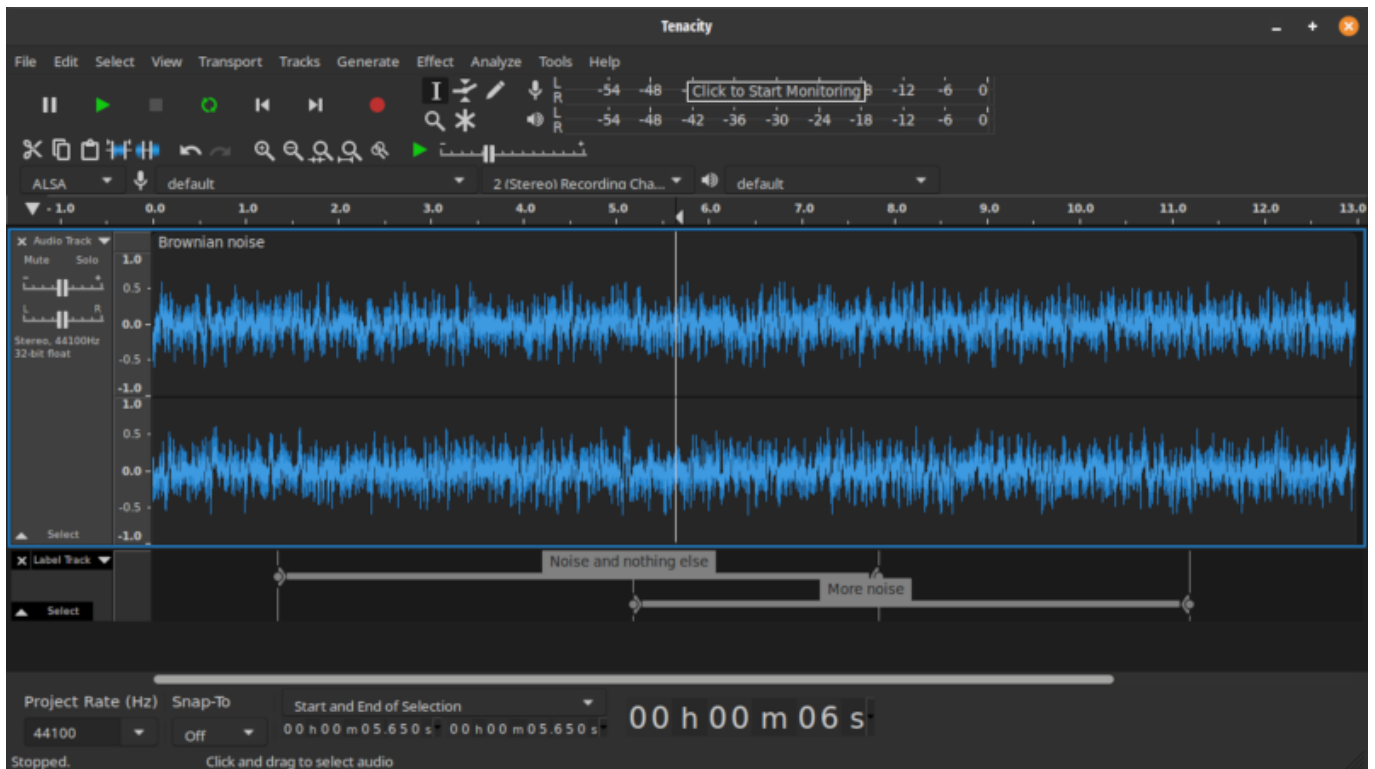 Tenacity
File Edit Select View Transport Tracks Generate Effect Analyze Tools Help
L R -54 -48 Click to Start Monitoring -12 -6 0
L R -54 -48 -42 -36 -30 -24 -18 -12 -6 0
ALSA default 2 (Stereo) Recording Cha... default
-1.0 0.0 1.0 2.0 3.0 4.0 5.0 6.0 7.0 8.0 9.0 10.0 11.0 12.0 13.0
Audio Track Brownian noise
Mute Solo 1.0
- + 0.5
L R 0.0
Stereo, 44100Hz
32-bit float -0.5
-1.0
1.0
0.5
0.0
-0.5
Select -1.0
Label Track Noise and nothing else
More noise
Select
Project Rate (Hz) Snap-To Start and End of Selection
44100 Off 00 h 00 m 05.650 s 00 h 00 m 05.650 s 00 h 00 m 06 s
Stopped. Click and drag to select audio